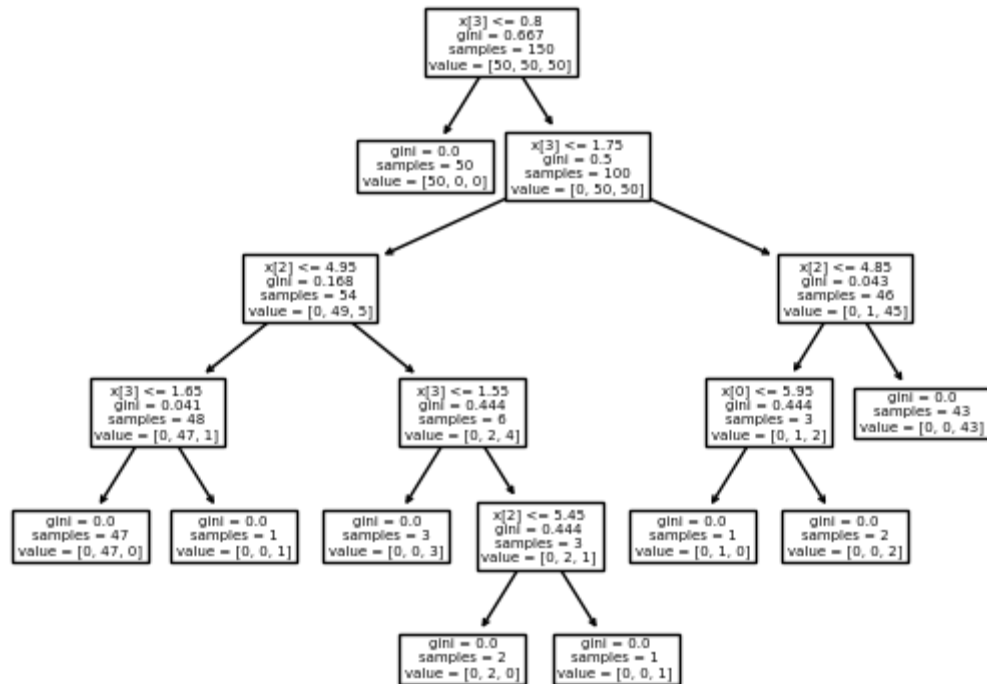 x[3] <= 0.8
gini = 0.667
samples = 150
value = [50, 50, 50]
gini = 0.0
samples = 50
value = [50, 0, 0]
x[3] <= 1.75
gini = 0.5
samples = 100
value = [0, 50, 50]
x[2] <= 4.95
gini = 0.168
samples = 54
value = [0, 49, 5]
x[2] <= 4.85
gini = 0.043
samples = 46
value = [0, 1, 45]
x[3] <= 1.65
gini = 0.041
samples = 48
value = [0, 47, 1]
x[3] <= 1.55
gini = 0.444
samples = 6
value = [0, 2, 4]
x[0] <= 5.95
gini = 0.444
samples = 3
value = [0, 1, 2]
gini = 0.0
samples = 43
value = [0, 0, 43]
gini = 0.0
samples = 47
value = [0, 47, 0]
gini = 0.0
samples = 1
value = [0, 0, 1]
gini = 0.0
samples = 3
value = [0, 0, 3]
x[2] <= 5.45
gini = 0.444
samples = 3
value = [0, 2, 1]
gini = 0.0
samples = 1
value = [0, 1, 0]
gini = 0.0
samples = 2
value = [0, 0, 2]
gini = 0.0
samples = 2
value = [0, 2, 0]
gini = 0.0
samples = 1
value = [0, 0, 1]